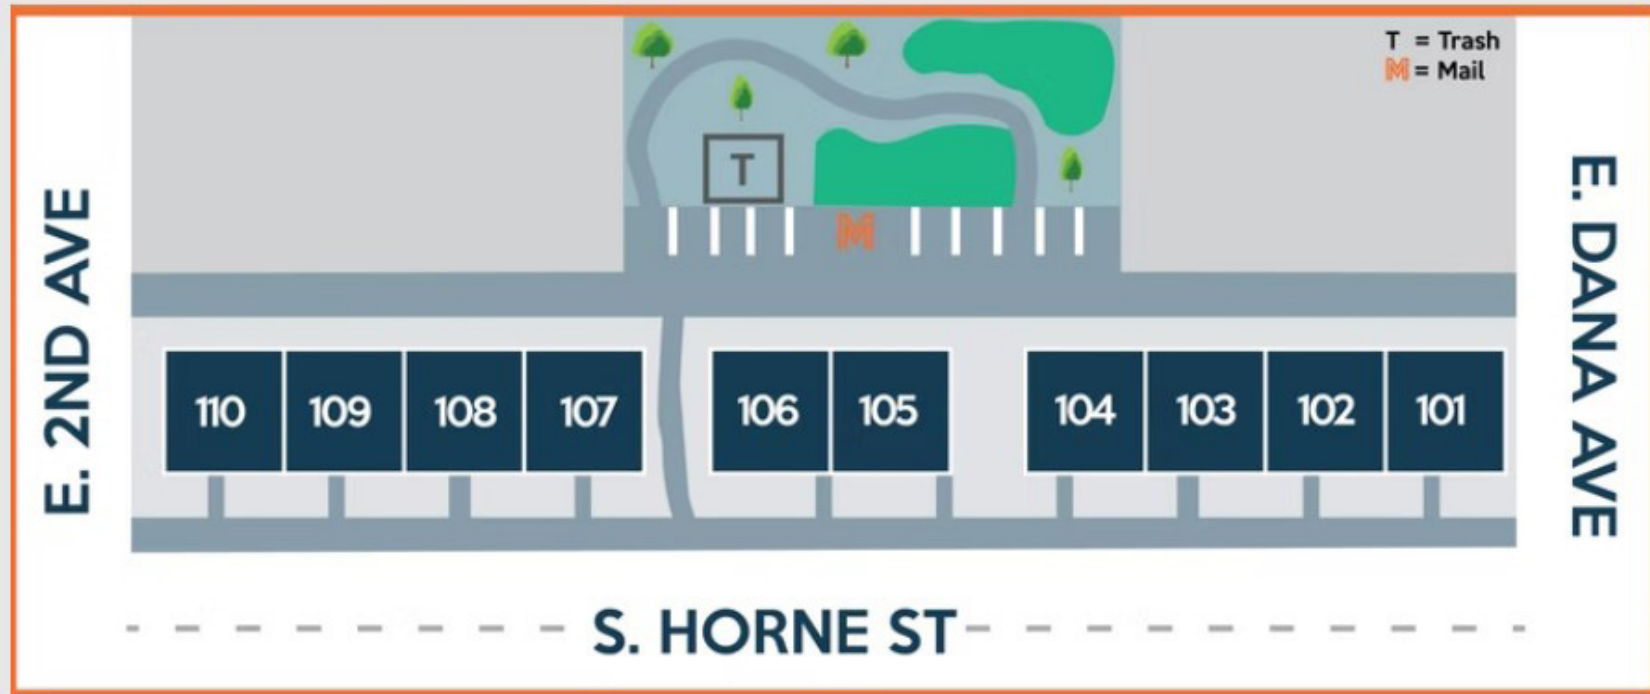 T = Trash
M = Mail
T
M
E. 2ND AVE
E. DANA AVE
110 109 108 107 106 105 104 103 102 101
S. HORNE ST